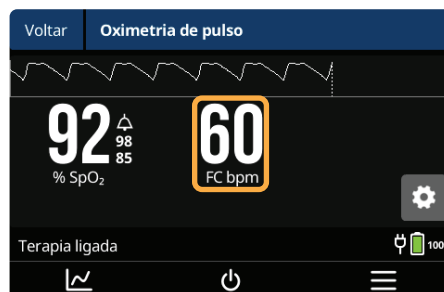 Voltar Oximetria de pulso
92 98 85
% SpO₂
60
FC bpm
Terapia ligada 100